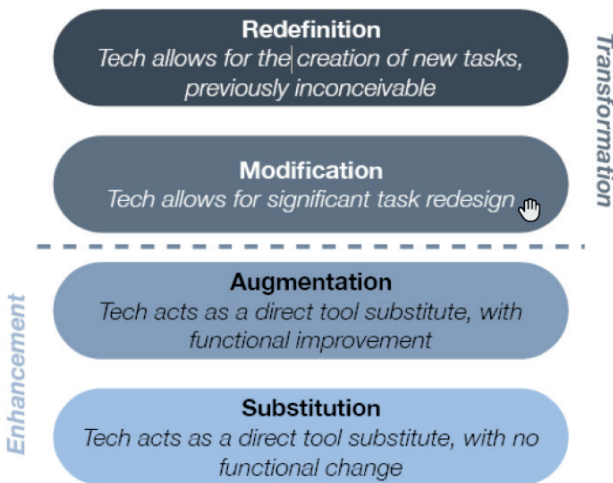 Redefinition
Tech allows for the creation of new tasks,
previously inconceivable
Transformation
Modification
Tech allows for significant task redesign
Enhancement
Augmentation
Tech acts as a direct tool substitute, with
functional improvement
Substitution
Tech acts as a direct tool substitute, with no
functional change